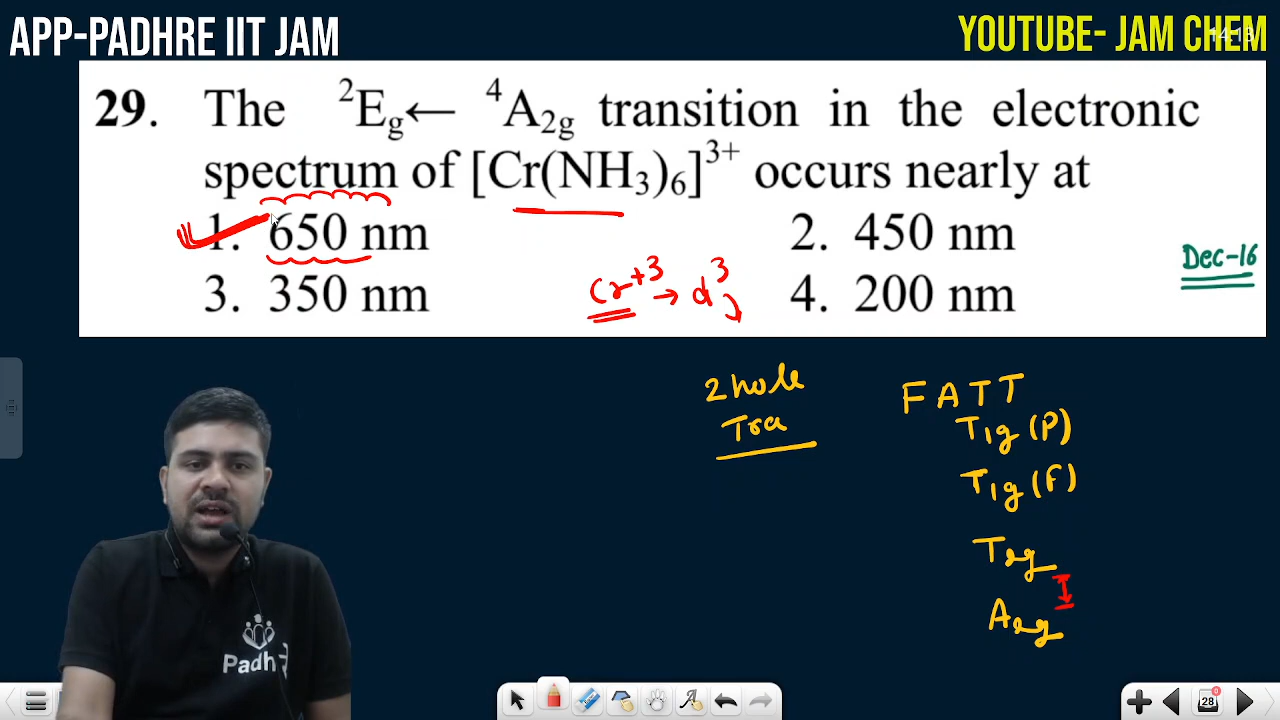 APP-PADHRE IIT JAM
YOUTUBE- JAM CHEM
29. The ²E_g← ⁴A₂g transition in the electronic
spectrum of [Cr(NH₃)₆]³⁺ occurs nearly at
1. 650 nm
2. 450 nm
3. 350 nm
4. 200 nm
Dec-16
Cr⁺³ → d³
2 hole
Tra
F A T T
T₁g (P)
T₁g (F)
T₂g
A₂g
Padh
28